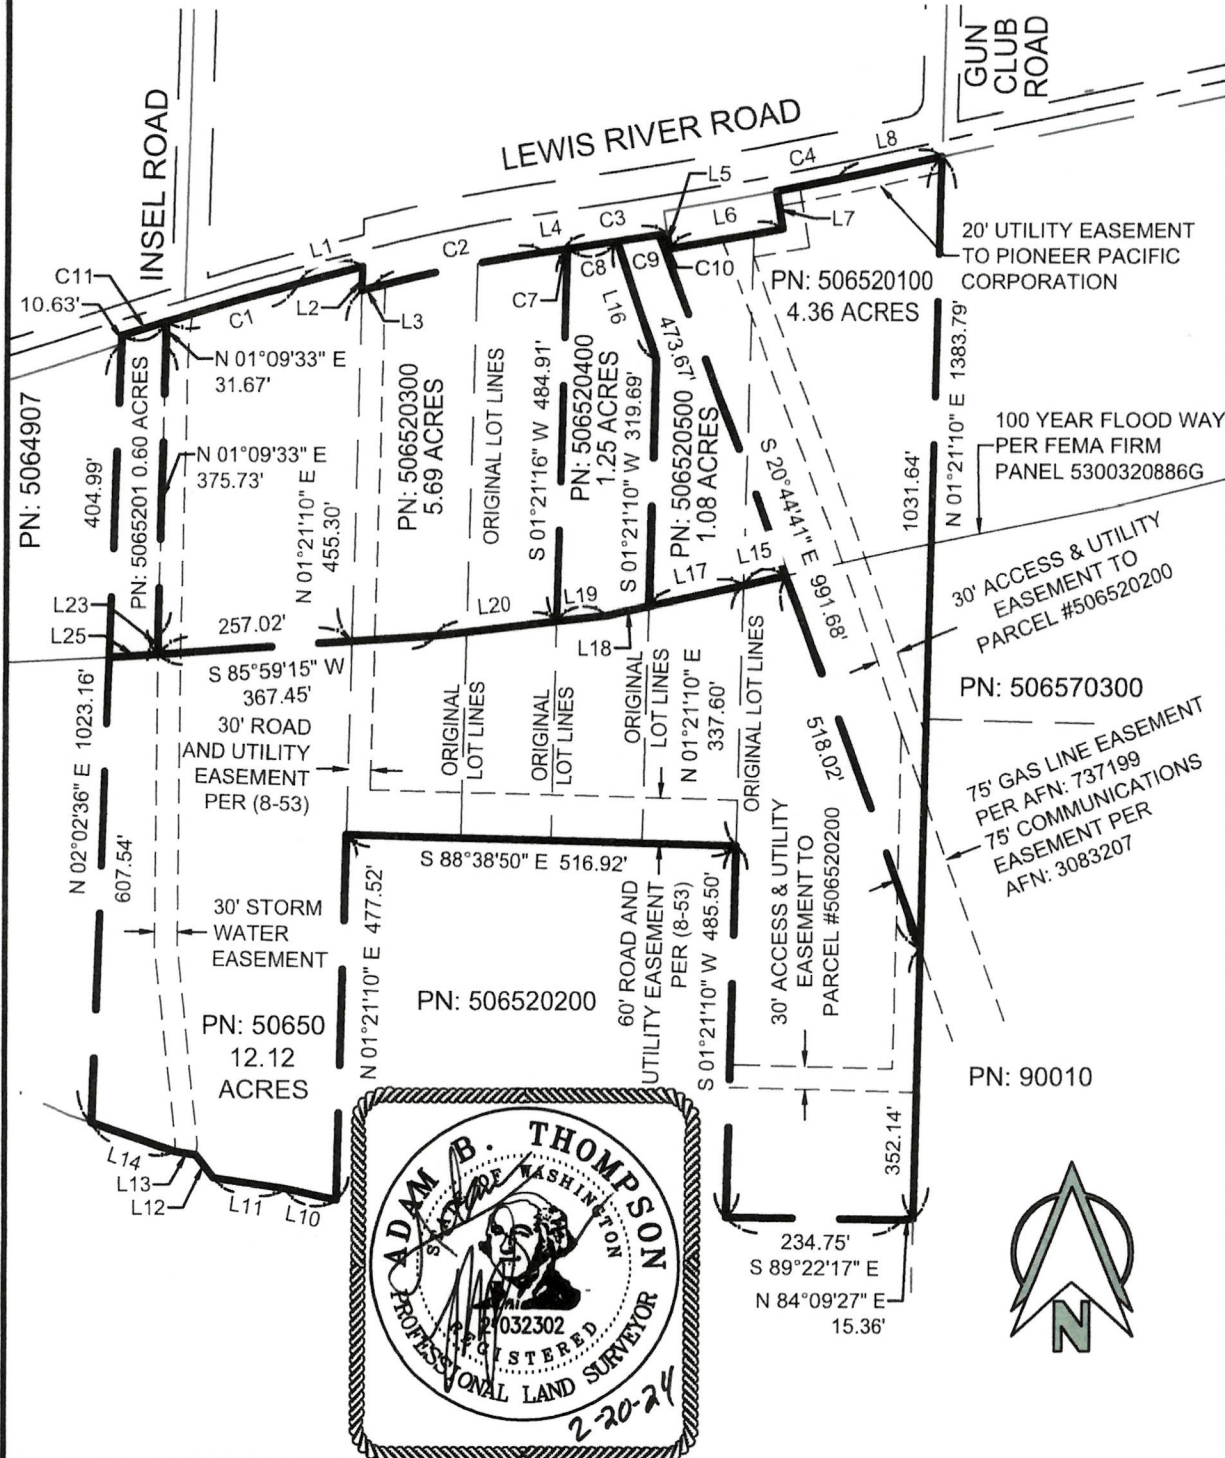 GUN
CLUB
ROAD
INSEL ROAD
LEWIS RIVER ROAD
L8
C4
L5
L6
L7
C3
L4
C2
L1
C11
10.63'
C1
L2
L3
C7
C8
C9
C10
L16
20' UTILITY EASEMENT
TO PIONEER PACIFIC
CORPORATION
PN: 506520100
4.36 ACRES
N 01°09'33" E
31.67'
PN: 5064907
404.99'
PN: 5065201 0.60 ACRES
N 01°09'33" E
375.73'
N 01°21'10" E
455.30'
PN: 506520300
5.69 ACRES
ORIGINAL LOT LINES
S 01°21'16" W 484.91'
PN: 506520400
1.25 ACRES
S 01°21'10" W 319.69'
473.67'
PN: 506520500
1.08 ACRES
S 20°44'41" E 991.68'
1031.64'
N 01°21'10" E 1383.79'
100 YEAR FLOOD WAY
PER FEMA FIRM
PANEL 5300320886G
30' ACCESS & UTILITY
EASEMENT TO
PARCEL #506520200
L15
L17
L19
L18
L20
L23
L25
257.02'
S 85°59'15" W
367.45'
N 02°02'36" E 1023.16'
607.54'
30' ROAD
AND UTILITY
EASEMENT
PER (8-53)
ORIGINAL
LOT LINES
ORIGINAL
LOT LINES
ORIGINAL
LOT LINES
N 01°21'10" E
337.60'
ORIGINAL LOT LINES
518.02'
PN: 506570300
75' GAS LINE EASEMENT
PER AFN: 737199
75' COMMUNICATIONS
EASEMENT PER
AFN: 3083207
S 88°38'50" E 516.92'
N 01°21'10" E 477.52'
30' STORM
WATER
EASEMENT
PN: 50650
12.12
ACRES
PN: 506520200
60' ROAD AND
UTILITY EASEMENT
PER (8-53)
S 01°21'10" W 485.50'
30' ACCESS & UTILITY
EASEMENT TO
PARCEL #506520200
PN: 90010
352.14'
L14
L13
L12
L11
L10
234.75'
S 89°22'17" E
N 84°09'27" E
15.36'
ADAM B. THOMPSON
STATE OF WASHINGTON
032302
REGISTERED
PROFESSIONAL LAND SURVEYOR
2-20-24
N